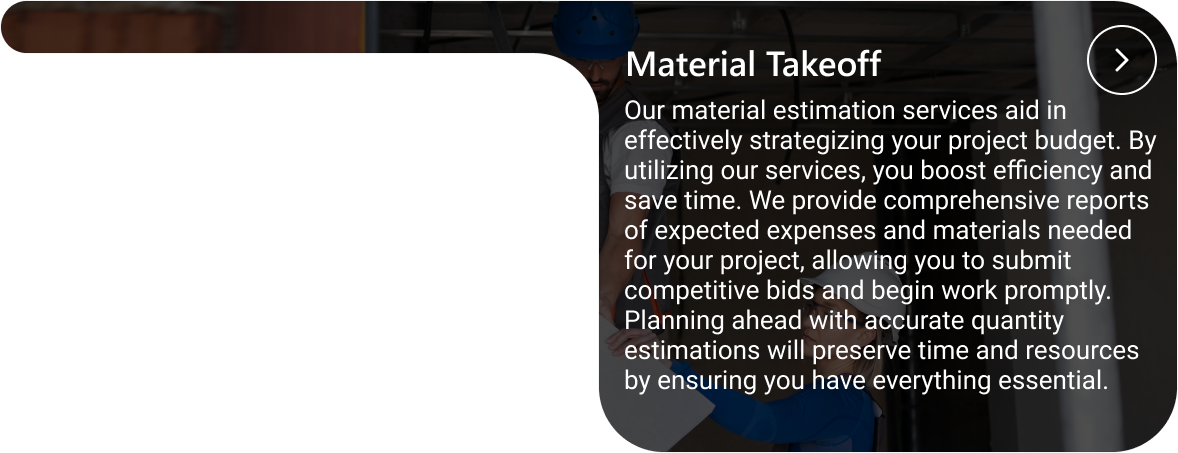 Material Takeoff
Our material estimation services aid in
effectively strategizing your project budget. By
utilizing our services, you boost efficiency and
save time. We provide comprehensive reports
of expected expenses and materials needed
for your project, allowing you to submit
competitive bids and begin work promptly.
Planning ahead with accurate quantity
estimations will preserve time and resources
by ensuring you have everything essential.